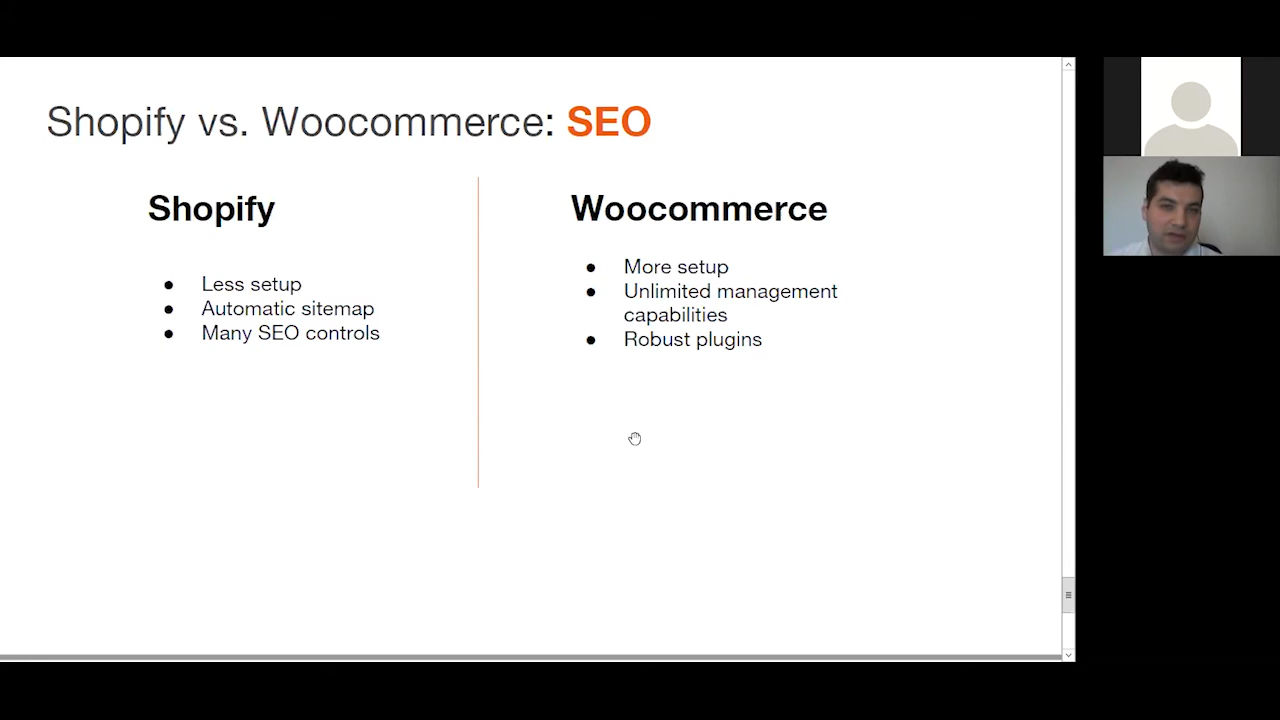 Shopify vs. Woocommerce: SEO
Shopify
Less setup
Automatic sitemap
Many SEO controls
Woocommerce
More setup
Unlimited management
capabilities
Robust plugins